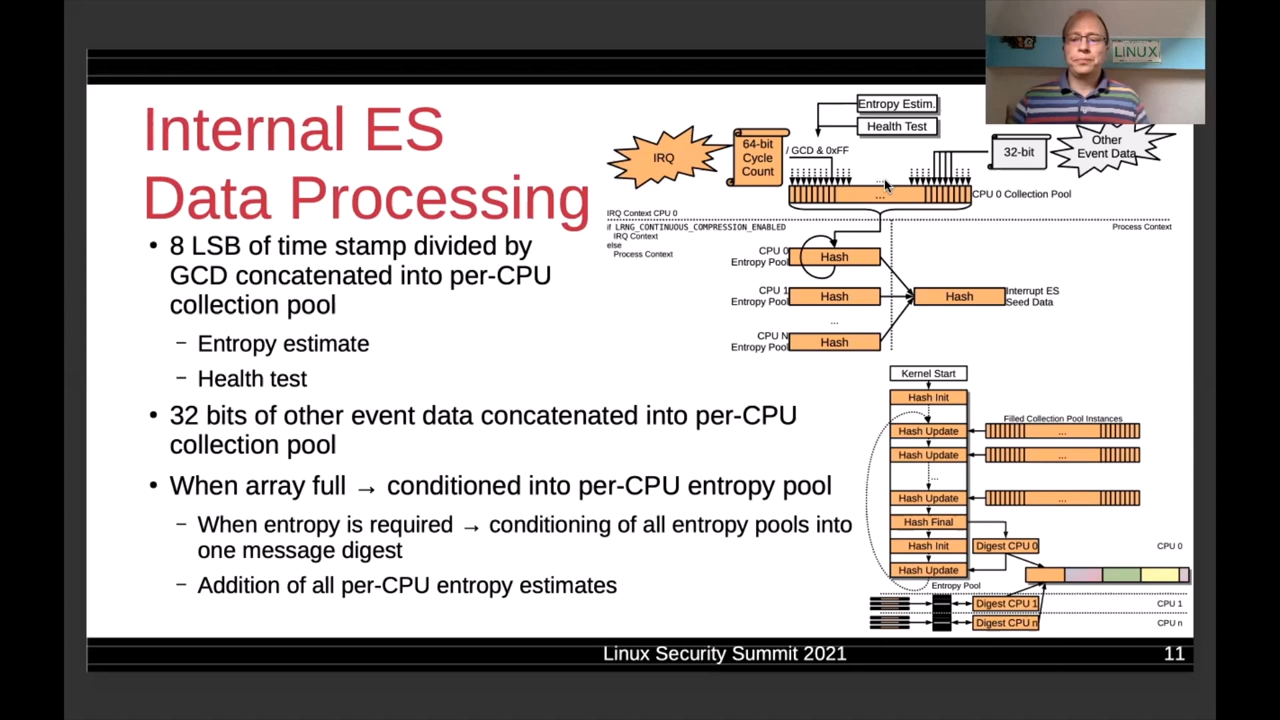 LINUX
Internal ES
Data Processing
• 8 LSB of time stamp divided by
GCD concatenated into per-CPU
collection pool
– Entropy estimate
– Health test
• 32 bits of other event data concatenated into per-CPU
collection pool
• When array full → conditioned into per-CPU entropy pool
– When entropy is required → conditioning of all entropy pools into
one message digest
– Addition of all per-CPU entropy estimates
Entropy Estim.
Health Test
IRQ
64-bit
Cycle
Count
/ GCD & 0xFF
32-bit
Other
Event Data
...
...
CPU 0 Collection Pool
IRQ Context CPU 0
if LRNG_CONTINUOUS_COMPRESSION_ENABLED
IRQ Context
else
Process Context
Process Context
CPU 0
Entropy Pool
Hash
CPU 1
Entropy Pool
Hash
Hash
Interrupt ES
Seed Data
...
CPU N
Entropy Pool
Hash
Kernel Start
Hash Init
Filled Collection Pool Instances
Hash Update
...
Hash Update
...
...
Hash Update
...
Hash Final
Hash Init
Digest CPU 0
CPU 0
Hash Update
Entropy Pool
Digest CPU 1
CPU 1
Digest CPU n
CPU n
Linux Security Summit 2021
11